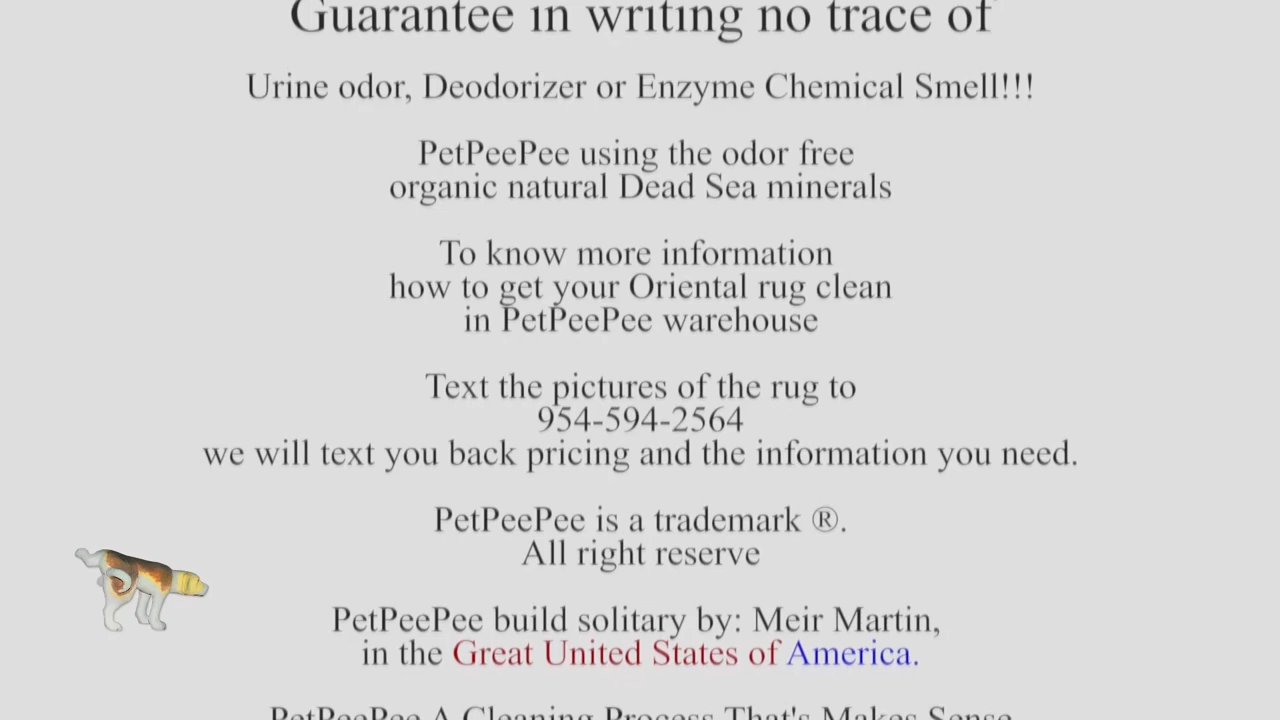 Guarantee in writing no trace of
Urine odor, Deodorizer or Enzyme Chemical Smell!!!
PetPeePee using the odor free
organic natural Dead Sea minerals
To know more information
how to get your Oriental rug clean
in PetPeePee warehouse
Text the pictures of the rug to
954-594-2564
we will text you back pricing and the information you need.
PetPeePee is a trademark ®.
All right reserve
PetPeePee build solitary by: Meir Martin,
in the Great United States of America.
PetPeePee A Cleaning Process That's Makes Sense